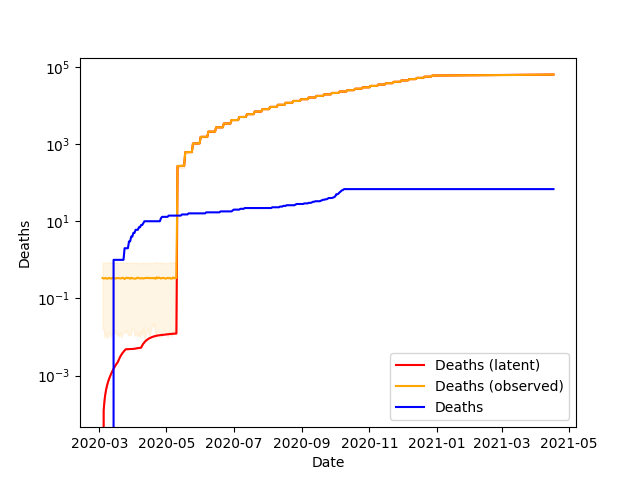 10^5
10^3
10^1
10^−1
10^−3
Deaths
2020-03 2020-05 2020-07 2020-09 2020-11 2021-01 2021-03 2021-05
Date
Deaths (latent)
Deaths (observed)
Deaths